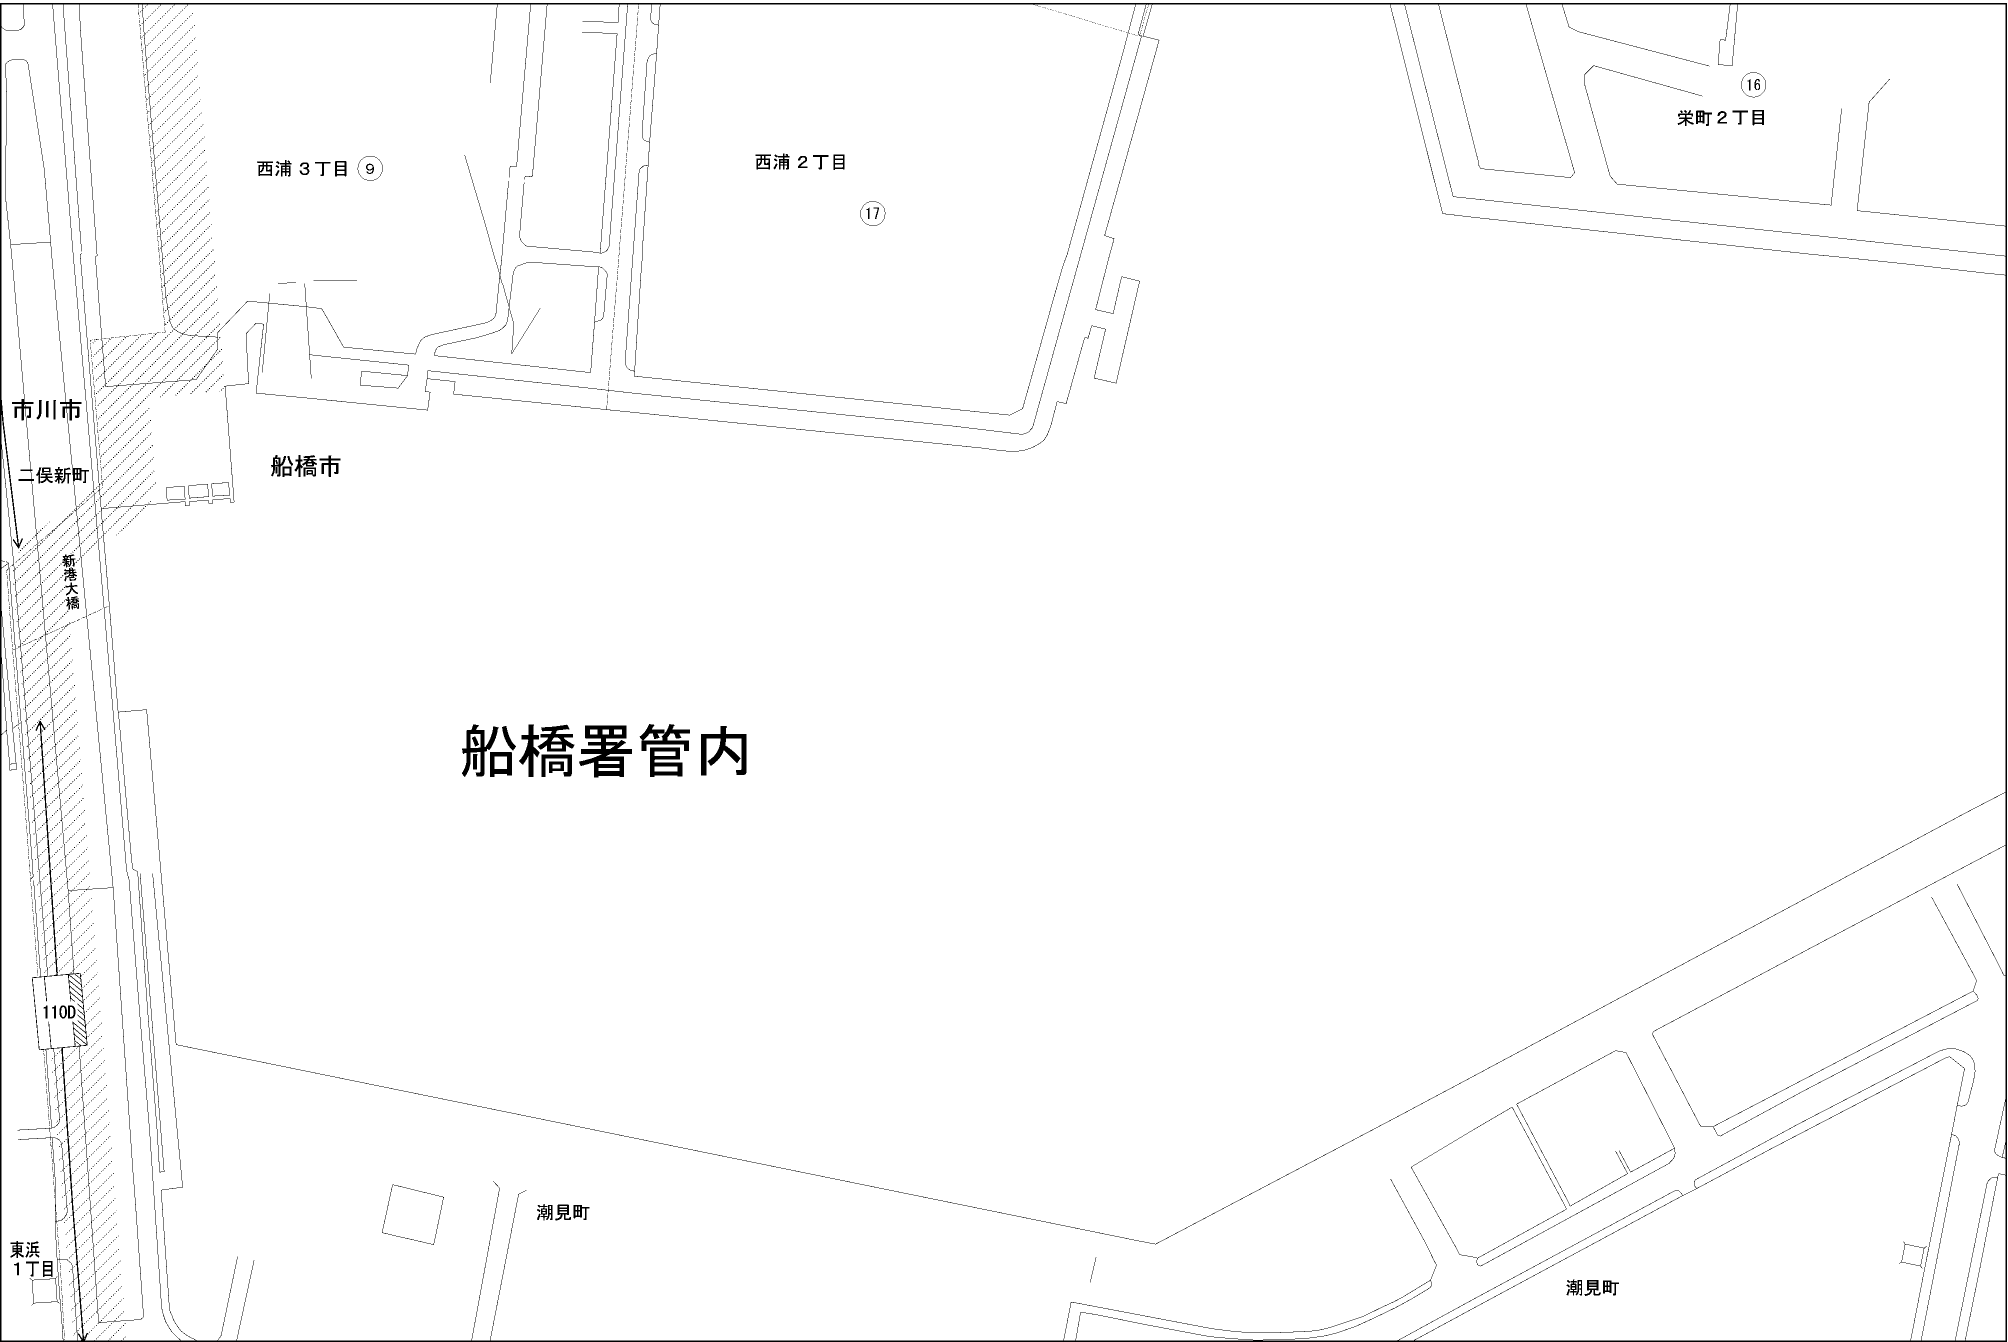 ⑯
栄町２丁目
西浦３丁目 ⑨
西浦２丁目
⑰
市川市
二俣新町
船橋市
新港大橋
船橋署管内
110D
潮見町
東浜
１丁目
潮見町